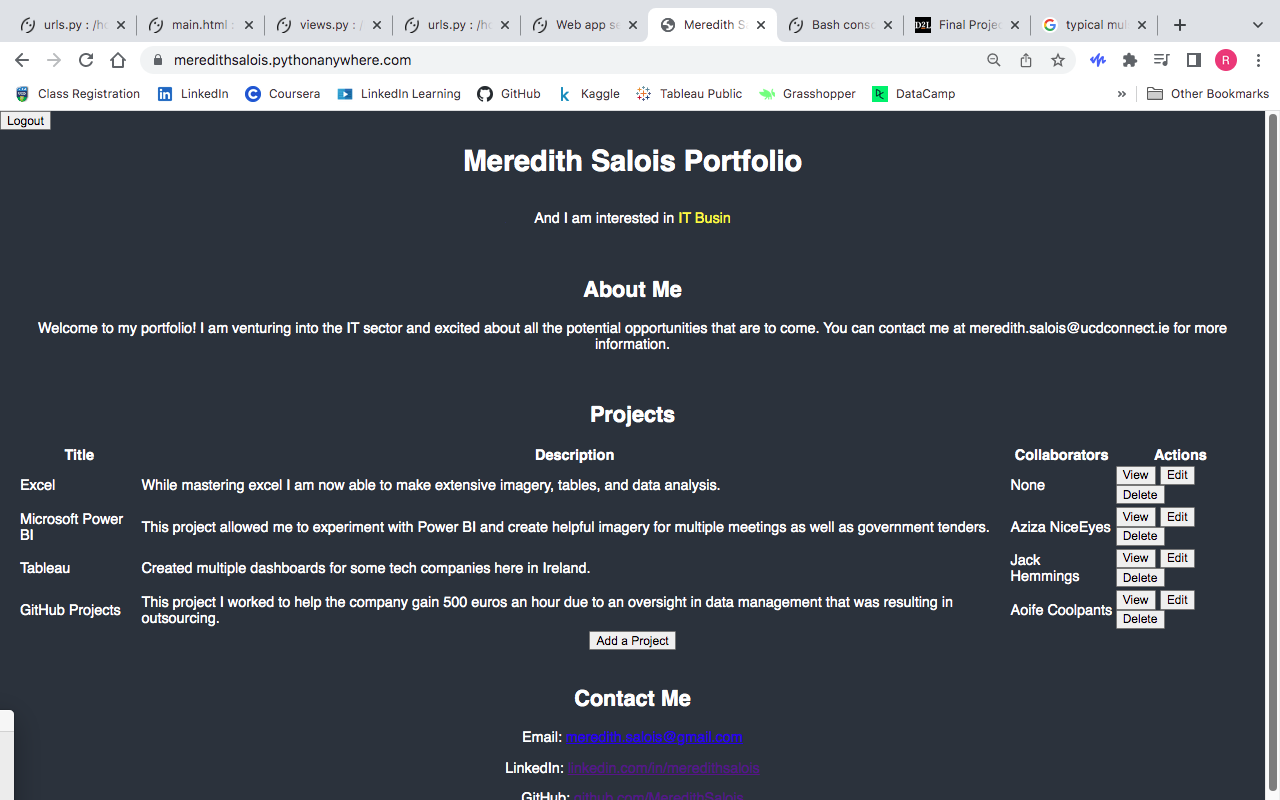 urls.py : /ho
main.html :
views.py : /
urls.py : /ho
Web app se
Meredith Sa
Bash conso
D2L Final Projec
typical mul
meredithsalois.pythonanywhere.com
R
Class Registration LinkedIn Coursera LinkedIn Learning GitHub Kaggle Tableau Public Grasshopper DataCamp » Other Bookmarks
Logout
Meredith Salois Portfolio
And I am interested in IT Busin
About Me
Welcome to my portfolio! I am venturing into the IT sector and excited about all the potential opportunities that are to come. You can contact me at meredith.salois@ucdconnect.ie for more
information.
Projects
Title Description Collaborators Actions
Excel While mastering excel I am now able to make extensive imagery, tables, and data analysis. None View Edit
Delete
Microsoft Power
BI This project allowed me to experiment with Power BI and create helpful imagery for multiple meetings as well as government tenders. Aziza NiceEyes View Edit
Delete
Tableau Created multiple dashboards for some tech companies here in Ireland. Jack
Hemmings View Edit
Delete
GitHub Projects This project I worked to help the company gain 500 euros an hour due to an oversight in data management that was resulting in
outsourcing. Aoife Coolpants View Edit
Delete
Add a Project
Contact Me
Email: meredith.salois@gmail.com
LinkedIn: linkedin.com/in/meredithsalois
GitHub: github.com/MeredithSalois